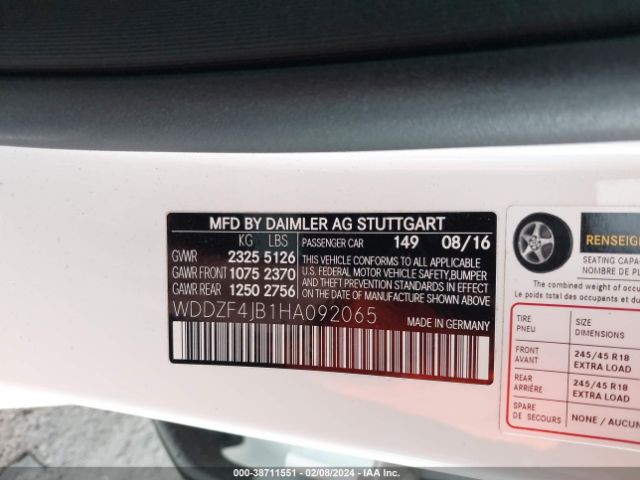 MFD BY DAIMLER AG STUTTGART
KG LBS PASSENGER CAR 149 08/16
GVWR 2325 5126
GAWR FRONT 1075 2370
GAWR REAR 1250 2756
THIS VEHICLE CONFORMS TO ALL APPLICABLE
U.S. FEDERAL MOTOR VEHICLE SAFETY, BUMPER
AND THEFT PREVENTION STANDARDS IN EFFECT
ON THE DATE OF MANUFACTURE SHOWN ABOVE.
WDDZF4JB1HA092065
MADE IN GERMANY
SEATING CAPA
NOMBRE DE PL
The combined weight of
Le poids total des occupants et du
TIRE SIZE
PNEU DIMENSIONS
FRONT 245/45 R18
AVANT EXTRA LOAD
REAR 245/45 R18
ARRIÈRE EXTRA LOAD
SPARE
DE SECOURS NONE / AUCUN
000-38711551 - 02/08/2024 - IAA Inc.